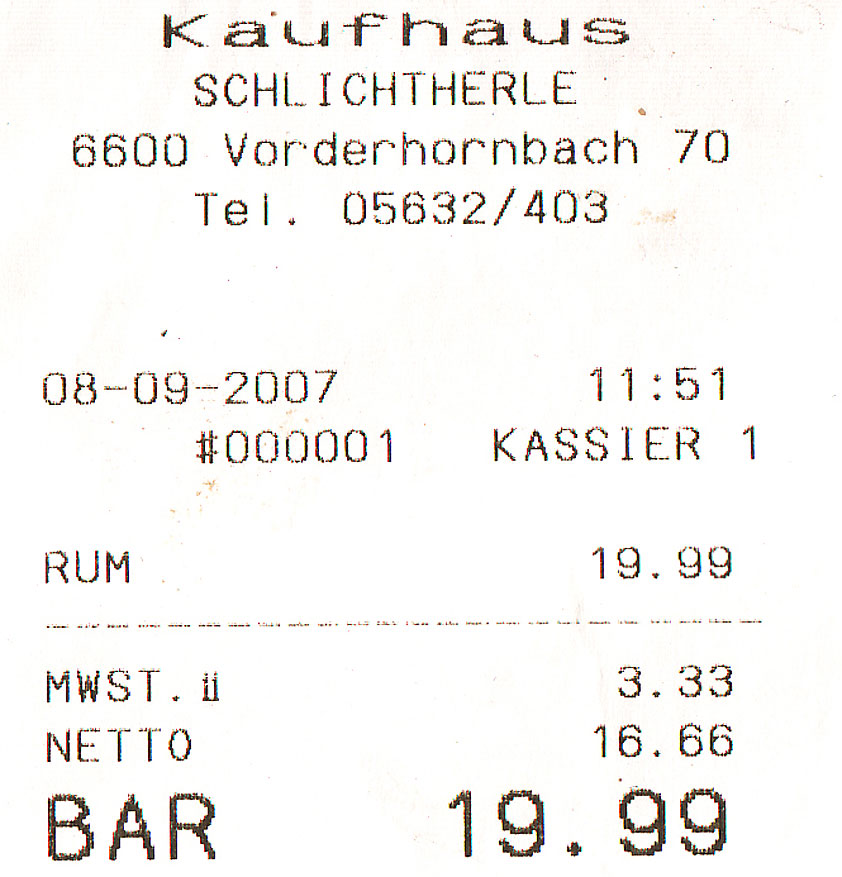 Kaufhaus
SCHLICHTHERLE
6600 Vorderhornbach 70
Tel. 05632/403
08-09-2007 11:51
#000001 KASSIER 1
RUM 19.99
MWST. ⅱ 3.33
NETTO 16.66
BAR 19.99